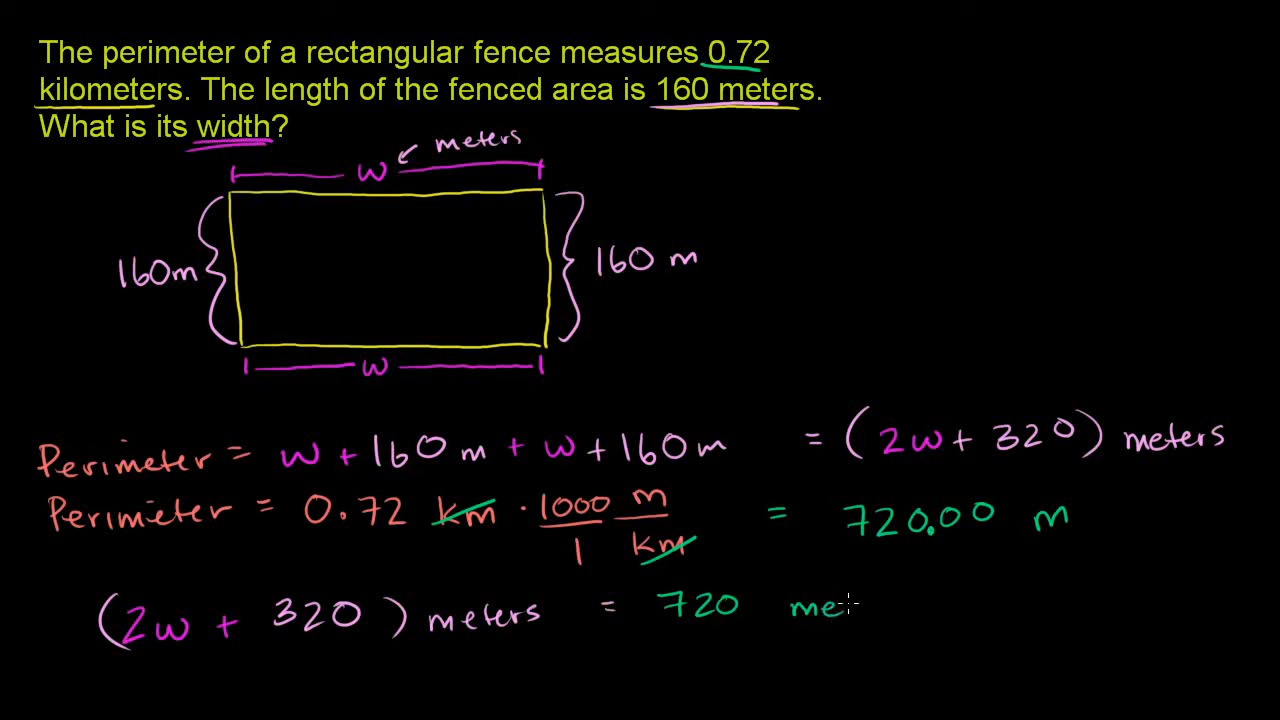 The perimeter of a rectangular fence measures 0.72
kilometers. The length of the fenced area is 160 meters.
What is its width?
meters
w
160m
160 m
w
Perimeter = w + 160 m + w + 160 m = (2w + 320) meters
Perimeter = 0.72 km · 1000 m / 1 km = 720.00 m
(2w + 320) meters = 720 me